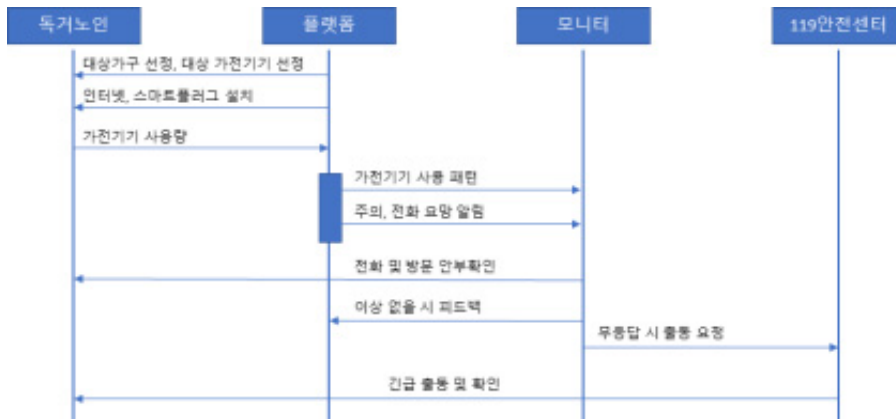 독거노인
플랫폼
모니터
119안전센터
대상가구 선정, 대상 가전기기 선정
인터넷, 스마트플러그 설치
가전기기 사용량
가전기기 사용 패턴
주의, 전화 요망 알림
전화 및 방문 안부확인
이상 없을 시 피드백
무응답 시 출동 요청
긴급 출동 및 확인